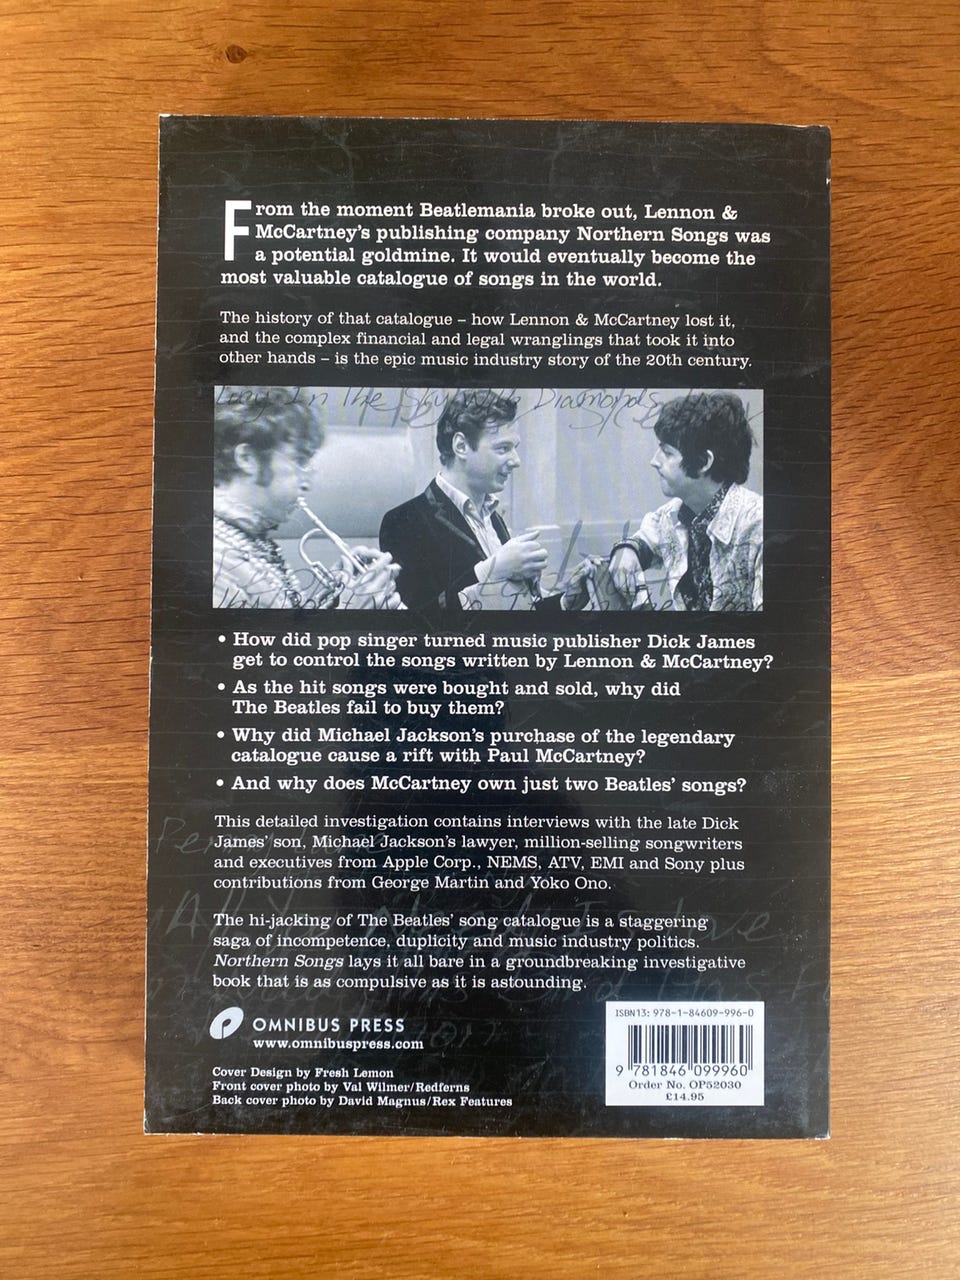 From the moment Beatlemania broke out, Lennon &
McCartney's publishing company Northern Songs was
a potential goldmine. It would eventually become the
most valuable catalogue of songs in the world.
The history of that catalogue – how Lennon & McCartney lost it,
and the complex financial and legal wranglings that took it into
other hands – is the epic music industry story of the 20th century.
In The Sky With Diamonds
• How did pop singer turned music publisher Dick James
get to control the songs written by Lennon & McCartney?
• As the hit songs were bought and sold, why did
The Beatles fail to buy them?
• Why did Michael Jackson's purchase of the legendary
catalogue cause a rift with Paul McCartney?
• And why does McCartney own just two Beatles' songs?
This detailed investigation contains interviews with the late Dick
James' son, Michael Jackson's lawyer, million-selling songwriters
and executives from Apple Corp., NEMS, ATV, EMI and Sony plus
contributions from George Martin and Yoko Ono.
Penny Lane
The hi-jacking of The Beatles' song catalogue is a staggering
saga of incompetence, duplicity and music industry politics.
Northern Songs lays it all bare in a groundbreaking investigative
book that is as compulsive as it is astounding.
OMNIBUS PRESS
www.omnibuspress.com
Cover Design by Fresh Lemon
Front cover photo by Val Wilmer/Redferns
Back cover photo by David Magnus/Rex Features
ISBN13: 978-1-84609-996-0
9 781846 099960
Order No. OP52030
£14.95